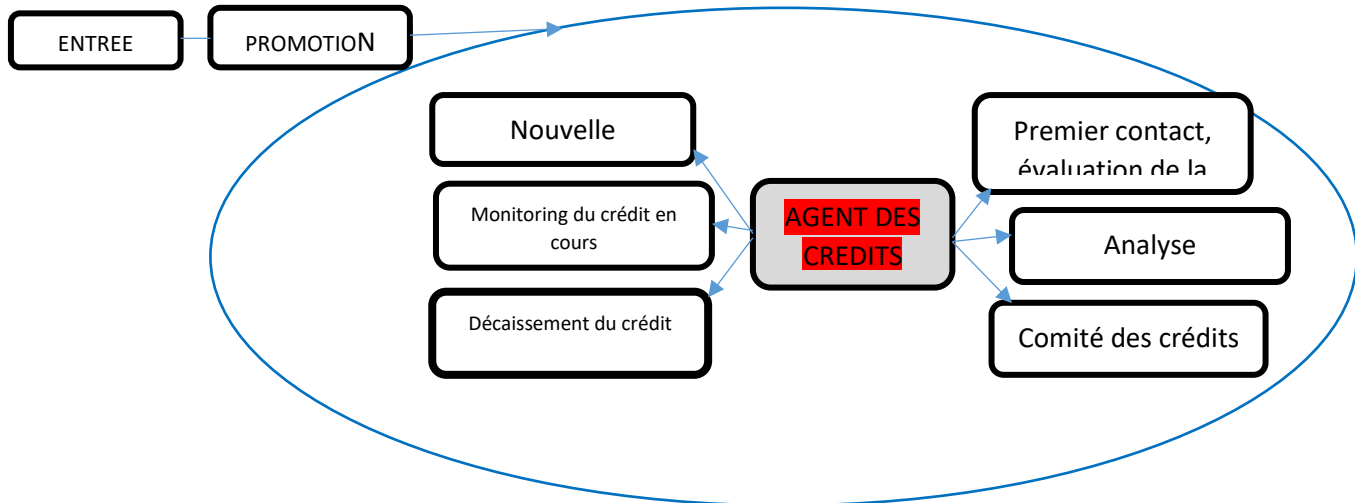 ENTREE
PROMOTION
Nouvelle
Monitoring du crédit en
cours
Décaissement du crédit
AGENT DES
CREDITS
Premier contact,
évaluation de la
Analyse
Comité des crédits